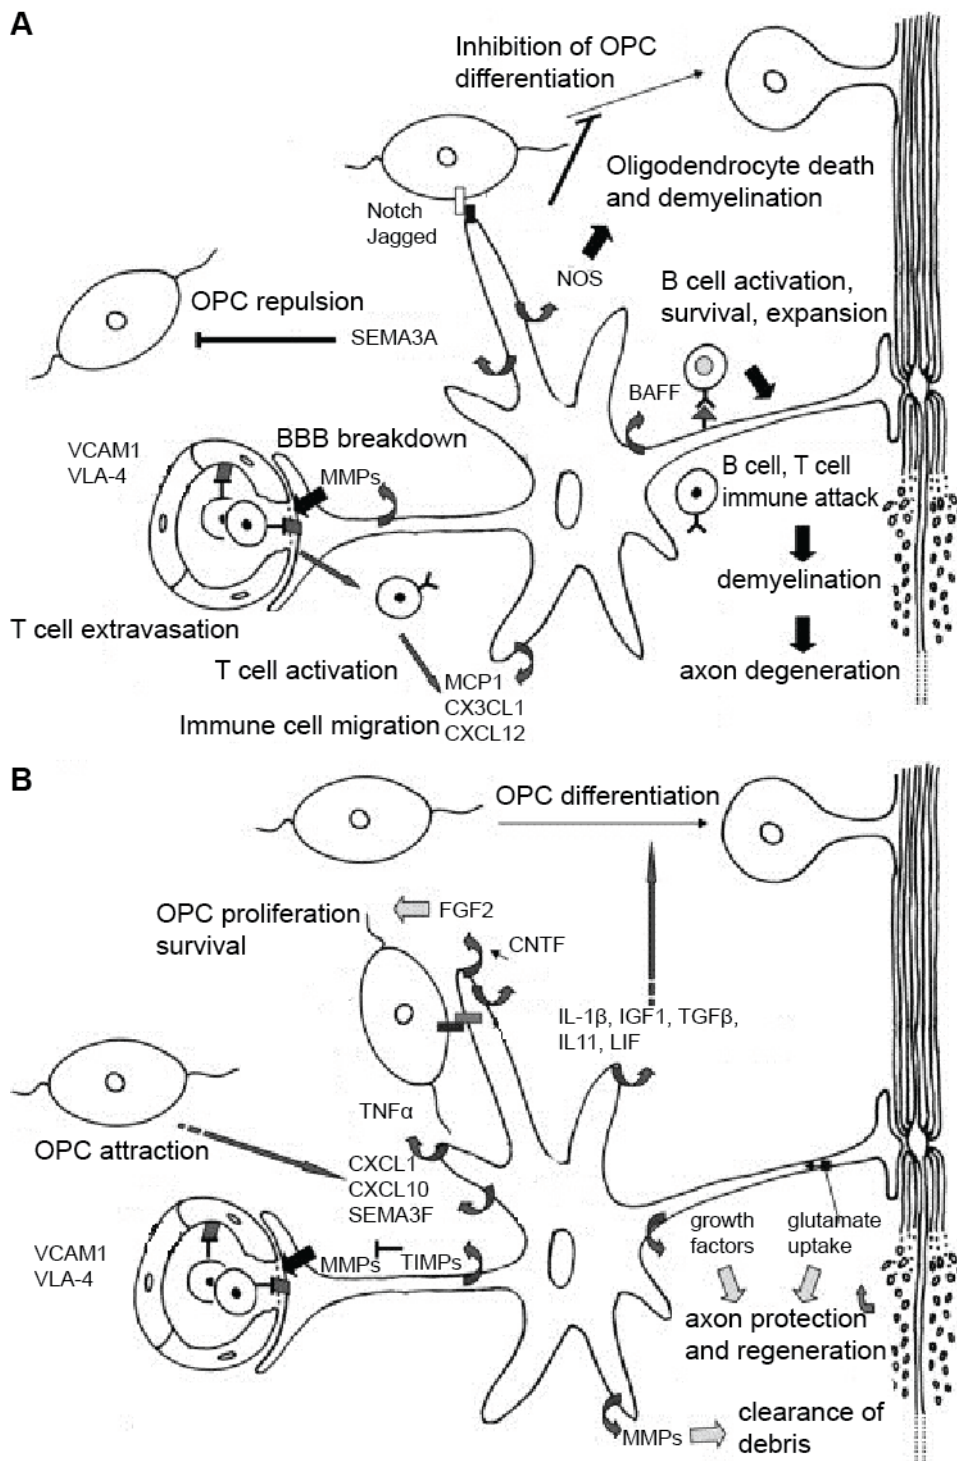 A
Inhibition of OPC
differentiation
Oligodendrocyte death
and demyelination
Notch
Jagged
NOS
B cell activation,
survival, expansion
OPC repulsion
SEMA3A
BAFF
VCAM1
VLA-4
BBB breakdown
MMPs
B cell, T cell
immune attack
demyelination
T cell extravasation
T cell activation
axon degeneration
MCP1
CX3CL1
CXCL12
Immune cell migration
B
OPC differentiation
OPC proliferation
survival
FGF2
CNTF
IL-1β, IGF1, TGFβ,
IL11, LIF
TNFα
OPC attraction
CXCL1
CXCL10
SEMA3F
VCAM1
VLA-4
MMPs
TIMPs
growth
factors
glutamate
uptake
axon protection
and regeneration
MMPs
clearance of
debris